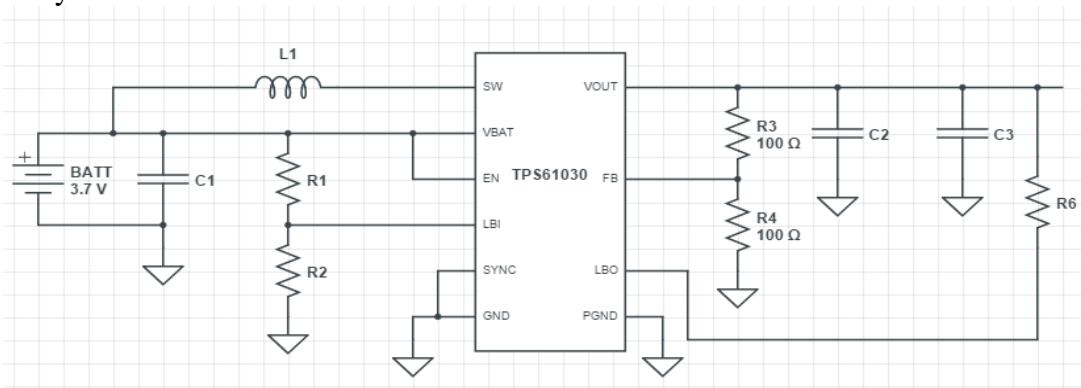 L1
SW
VOUT
R3
100 Ω
C2
C3
VBAT
+
BATT
3.7 V
C1
R1
EN
TPS61030
FB
R6
LBI
R4
100 Ω
R2
SYNC
LBO
GND
PGND